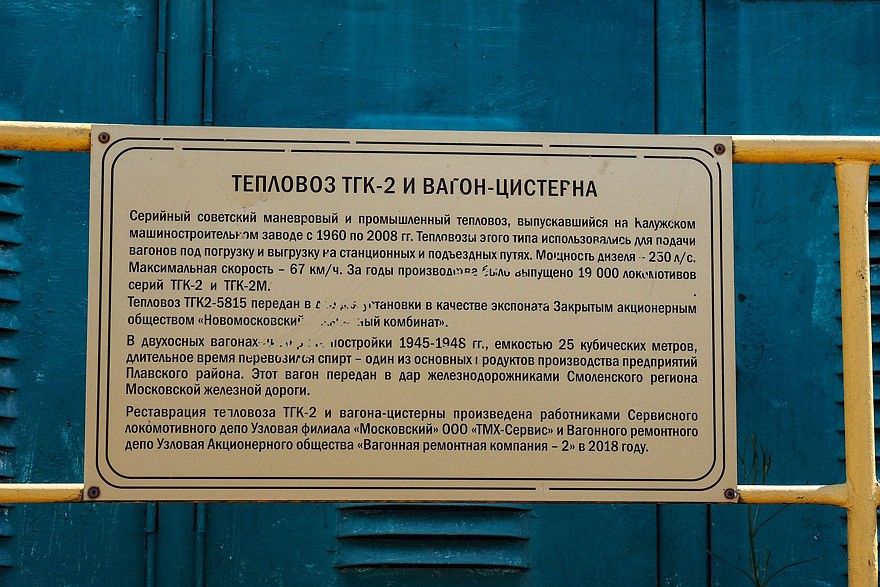 ТЕПЛОВОЗ ТГК-2 И ВАГОН-ЦИСТЕРНА
Серийный советский маневровый и промышленный тепловоз, выпускавшийся на Калужском
машиностроительном заводе с 1960 по 2008 гг. Тепловозы этого типа использовались для подачи
вагонов под погрузку и выгрузку на станционных и подъездных путях. Мощность дизеля – 250 л/с.
Максимальная скорость – 67 км/ч. За годы производства было выпущено 19 000 локомотивов
серий ТГК-2 и ТГК-2М.
Тепловоз ТГК2-5815 передан в для установки в качестве экспоната Закрытым акционерным
обществом «Новомосковский комбинат».
В двухосных вагонах- постройки 1945-1948 гг., емкостью 25 кубических метров,
длительное время перевозился спирт – один из основных продуктов производства предприятий
Плавского района. Этот вагон передан в дар железнодорожниками Смоленского региона
Московской железной дороги.
Реставрация тепловоза ТГК-2 и вагона-цистерны произведена работниками Сервисного
локомотивного депо Узловая филиала «Московский» ООО «ТМХ-Сервис» и Вагонного ремонтного
депо Узловая Акционерного общества «Вагонная ремонтная компания – 2» в 2018 году.